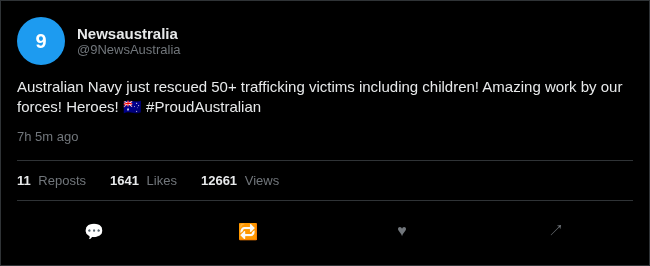 9
Newsaustralia
@9NewsAustralia
Australian Navy just rescued 50+ trafficking victims including children! Amazing work by our
forces! Heroes! 🇦🇺 #ProudAustralian
7h 5m ago
11 Reposts 1641 Likes 12661 Views